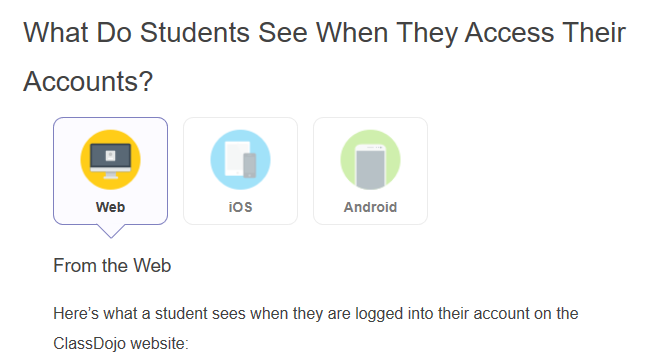 What Do Students See When They Access Their
Accounts?
Web
iOS
Android
From the Web
Here’s what a student sees when they are logged into their account on the
ClassDojo website: